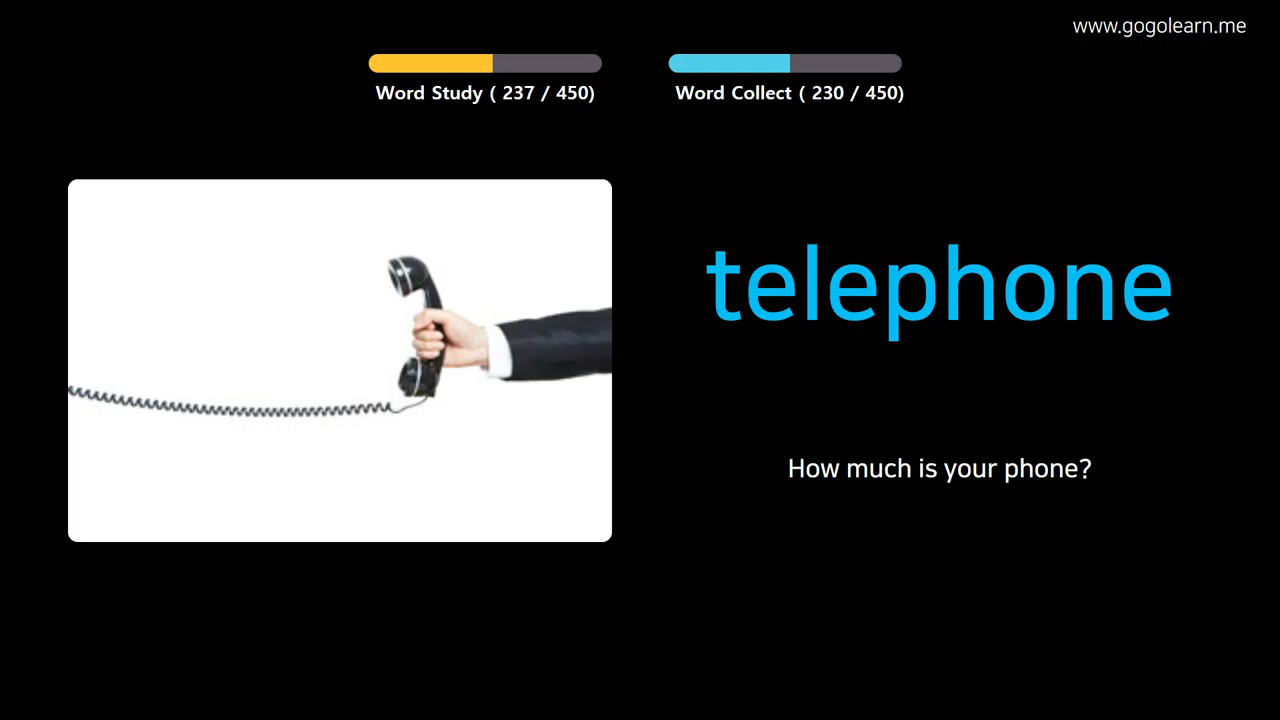 www.gogolearn.me
Word Study ( 237 / 450)
Word Collect ( 230 / 450)
telephone
How much is your phone?